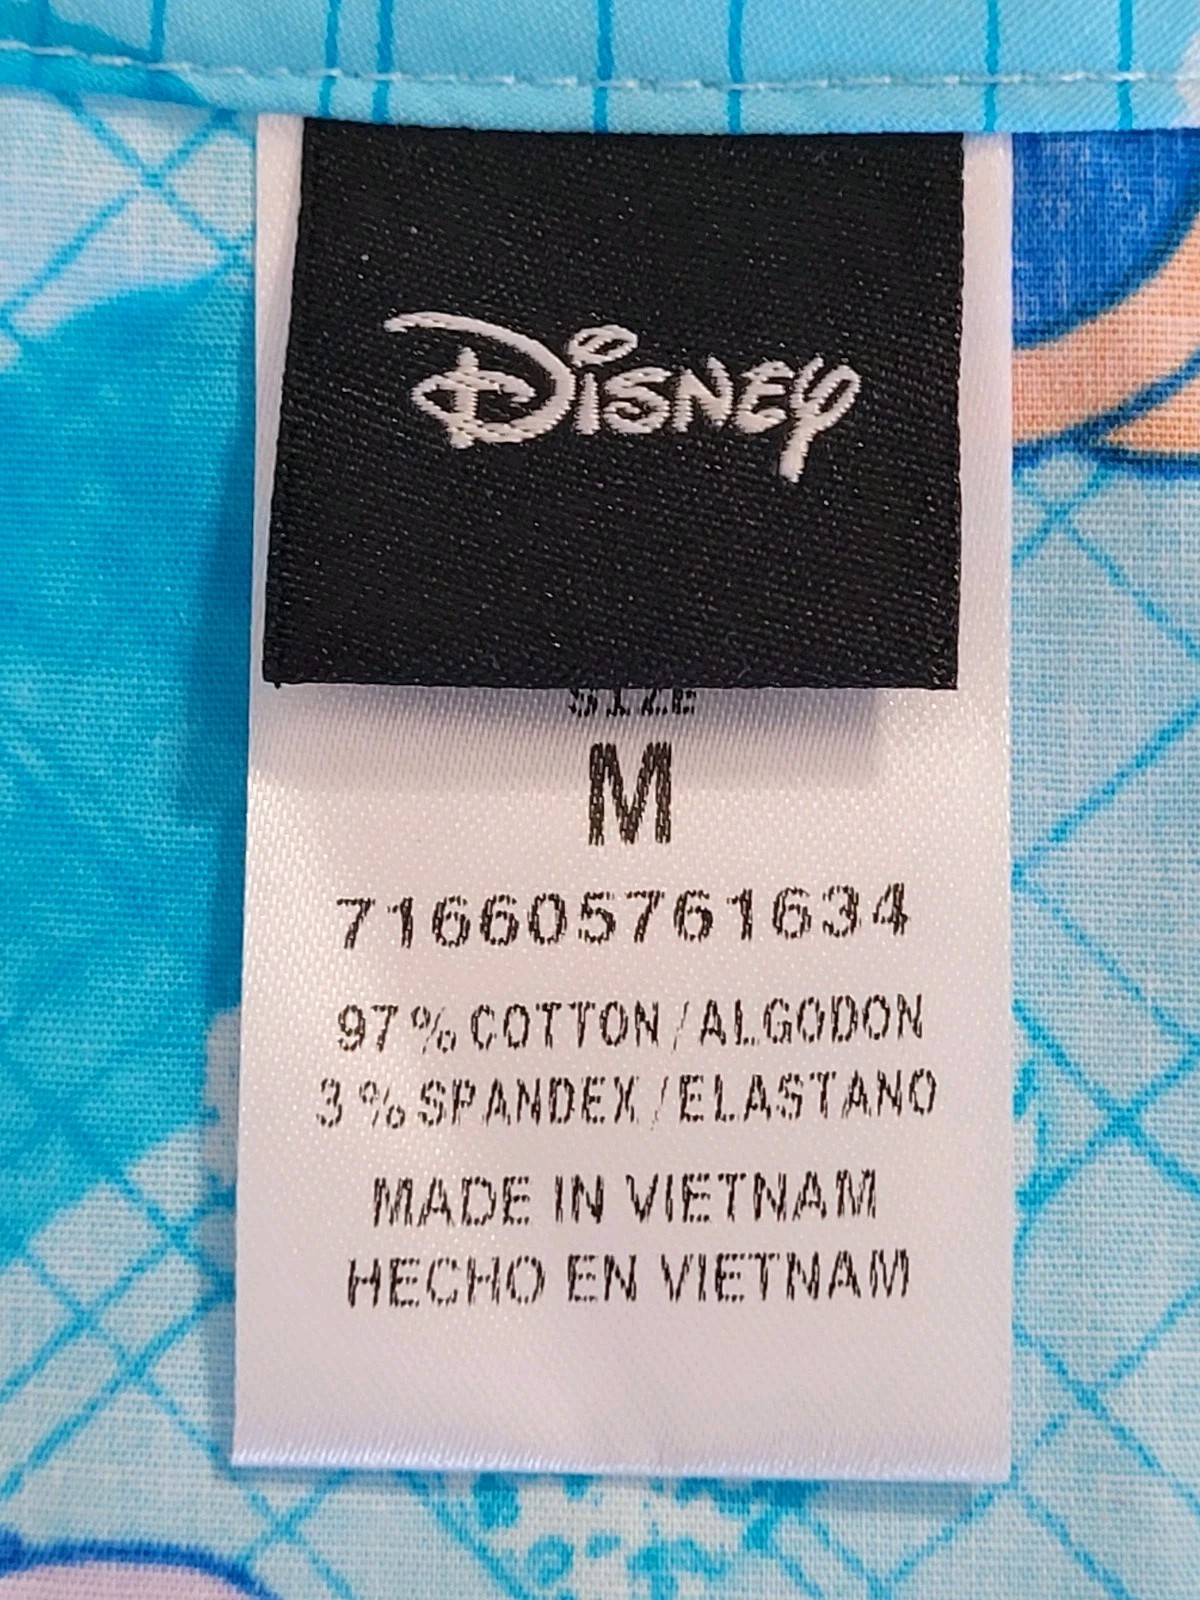 Disney
SIZE
M
716605761634
97% COTTON / ALGODON
3% SPANDEX / ELASTANO
MADE IN VIETNAM
HECHO EN VIETNAM